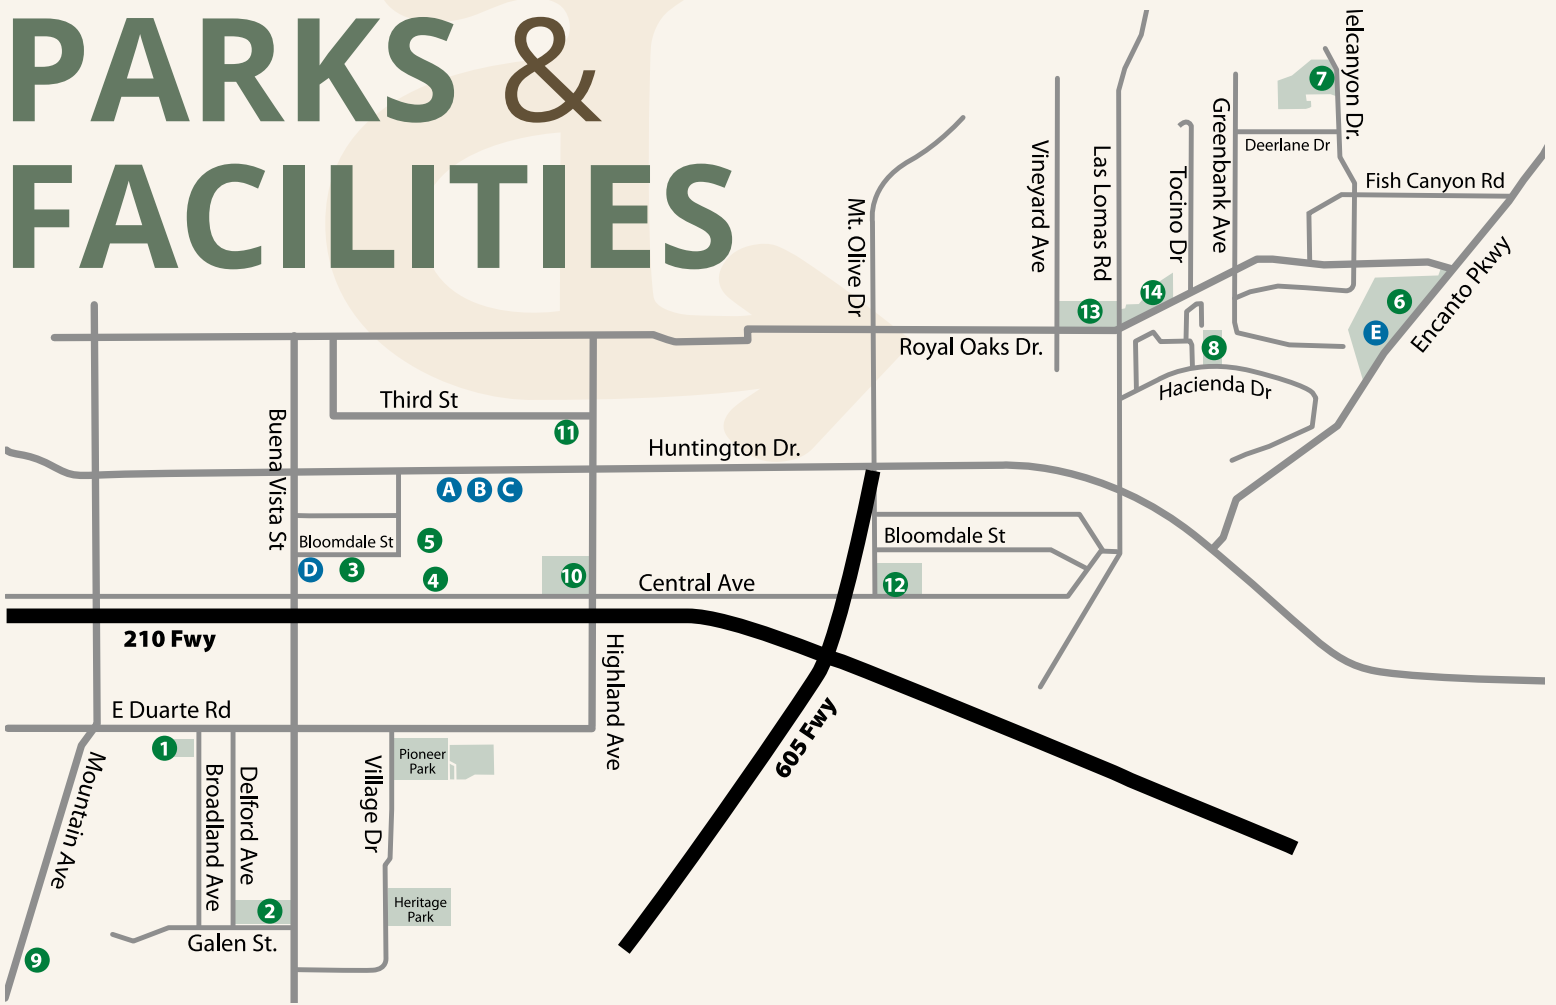 PARKS &
FACILITIES
elcanyon Dr.
7
Greenbank Ave
Deerlane Dr
Vineyard Ave
Las Lomas Rd
Tocino Dr
Fish Canyon Rd
Mt. Olive Dr
Encanto Pkwy
14
13
6
E
Royal Oaks Dr.
8
Hacienda Dr
Third St
11
Buena Vista St
Huntington Dr.
A B C
Bloomdale St
5
Bloomdale St
D 3
4
10
Central Ave
12
210 Fwy
Highland Ave
E Duarte Rd
605 Fwy
1
Mountain Ave
Broadland Ave
Delford Ave
Village Dr
Pioneer
Park
2
Heritage
Park
Galen St.
9